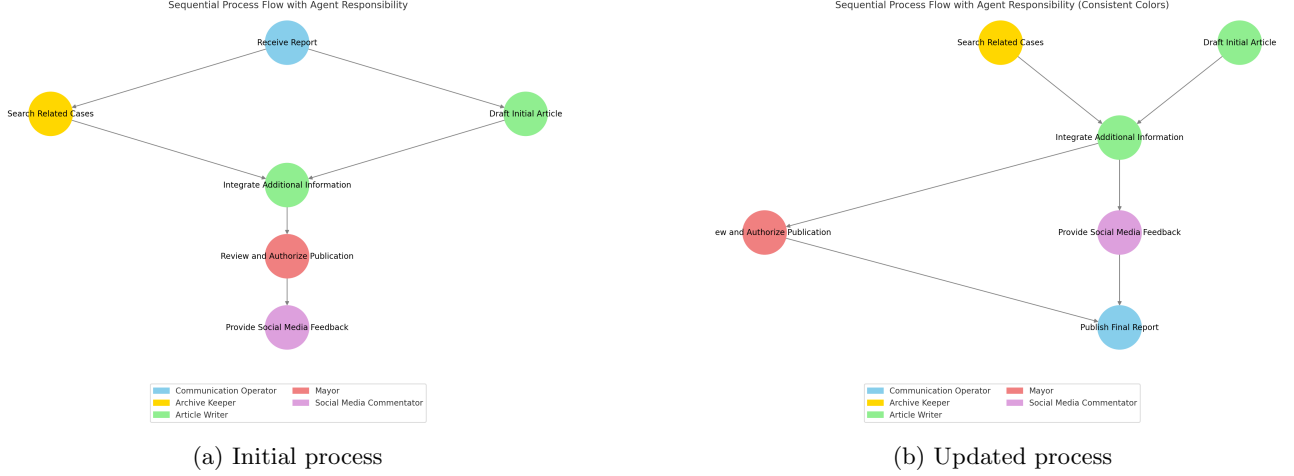 Sequential Process Flow with Agent Responsibility
Receive Report
Search Related Cases
Draft Initial Article
Integrate Additional Information
Review and Authorize Publication
Provide Social Media Feedback
Communication Operator
Archive Keeper
Article Writer
Mayor
Social Media Commentator
(a) Initial process
Sequential Process Flow with Agent Responsibility (Consistent Colors)
Search Related Cases
Draft Initial Article
Integrate Additional Information
ew and Authorize Publication
Provide Social Media Feedback
Publish Final Report
Communication Operator
Archive Keeper
Article Writer
Mayor
Social Media Commentator
(b) Updated process